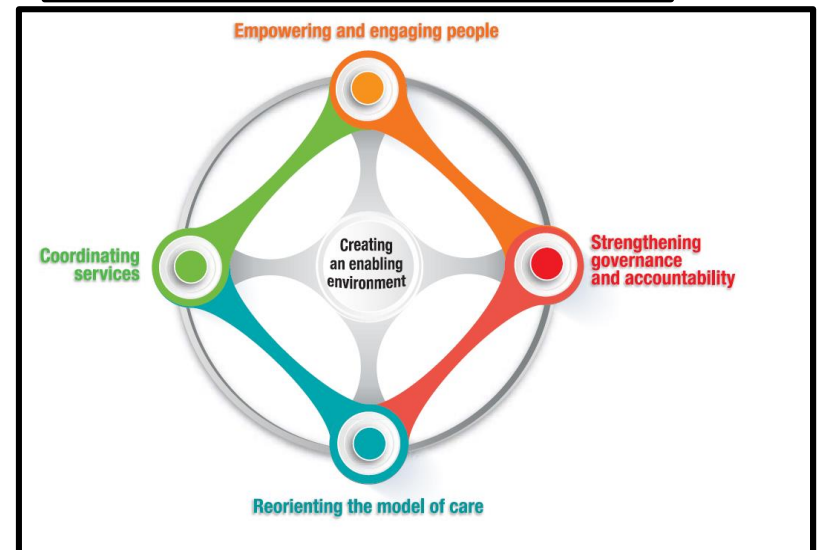 Empowering and engaging people
Coordinating
services
Creating
an enabling
environment
Strengthening
governance
and accountability
Reorienting the model of care